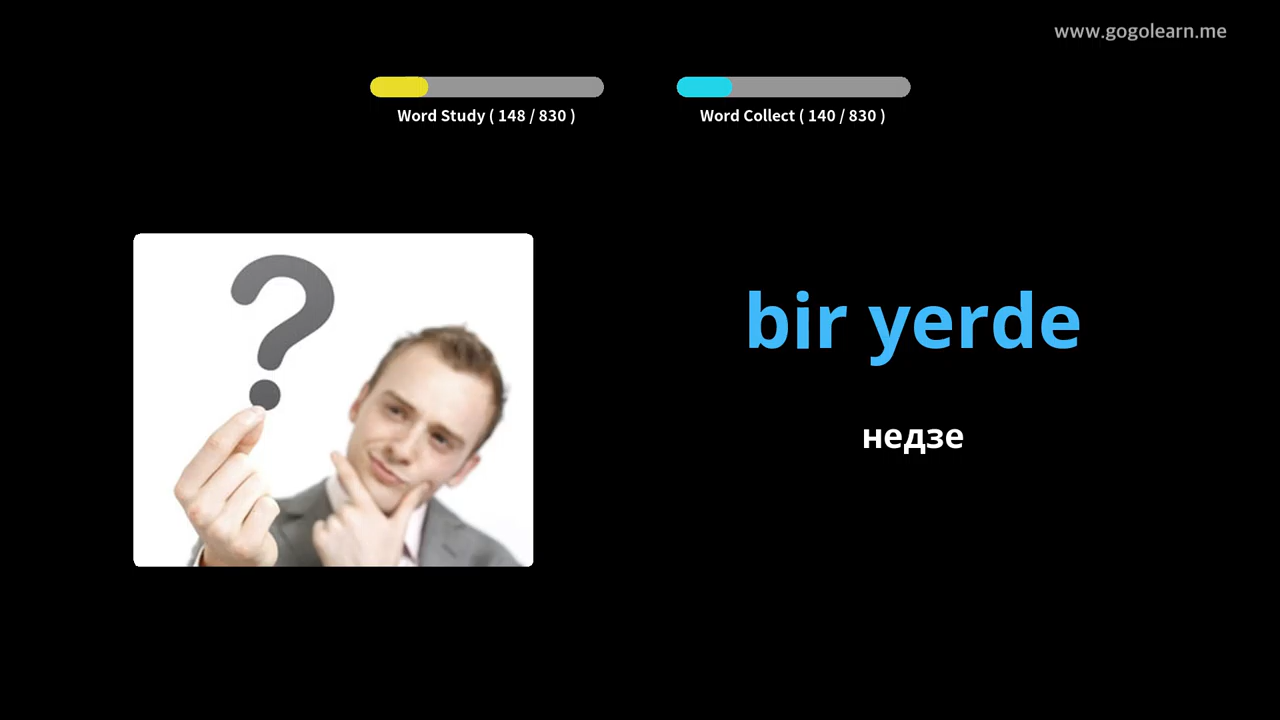 www.gogolearn.me
Word Study ( 148 / 830 )
Word Collect ( 140 / 830 )
bir yerde
недзе